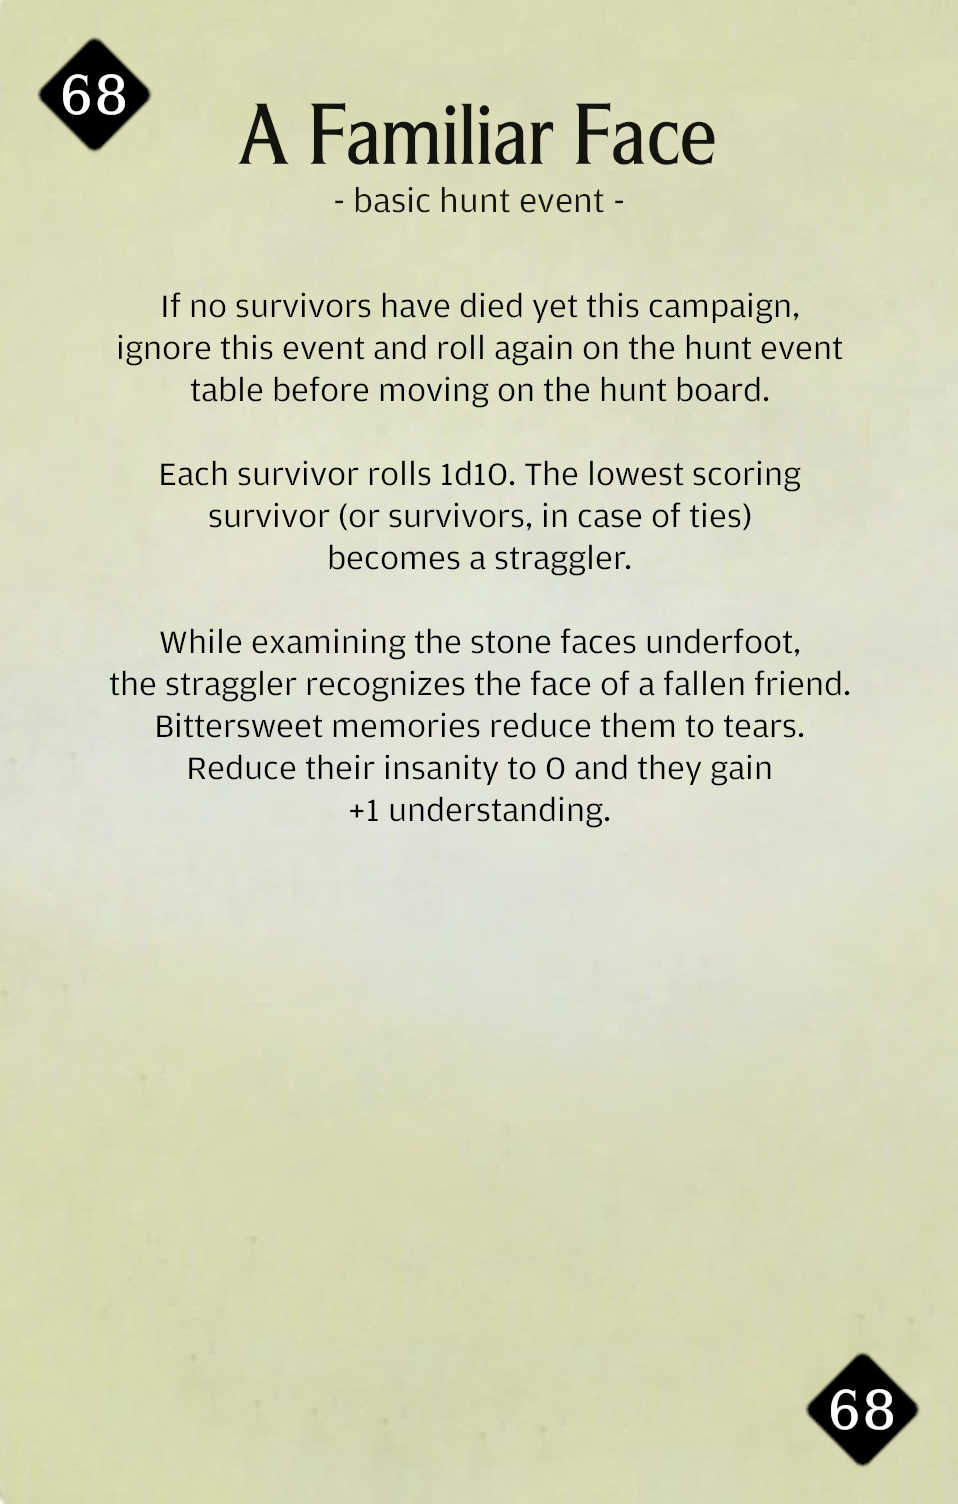 68
A Familiar Face
- basic hunt event -
If no survivors have died yet this campaign,
ignore this event and roll again on the hunt event
table before moving on the hunt board.
Each survivor rolls 1d10. The lowest scoring
survivor (or survivors, in case of ties)
becomes a straggler.
While examining the stone faces underfoot,
the straggler recognizes the face of a fallen friend.
Bittersweet memories reduce them to tears.
Reduce their insanity to 0 and they gain
+1 understanding.
68